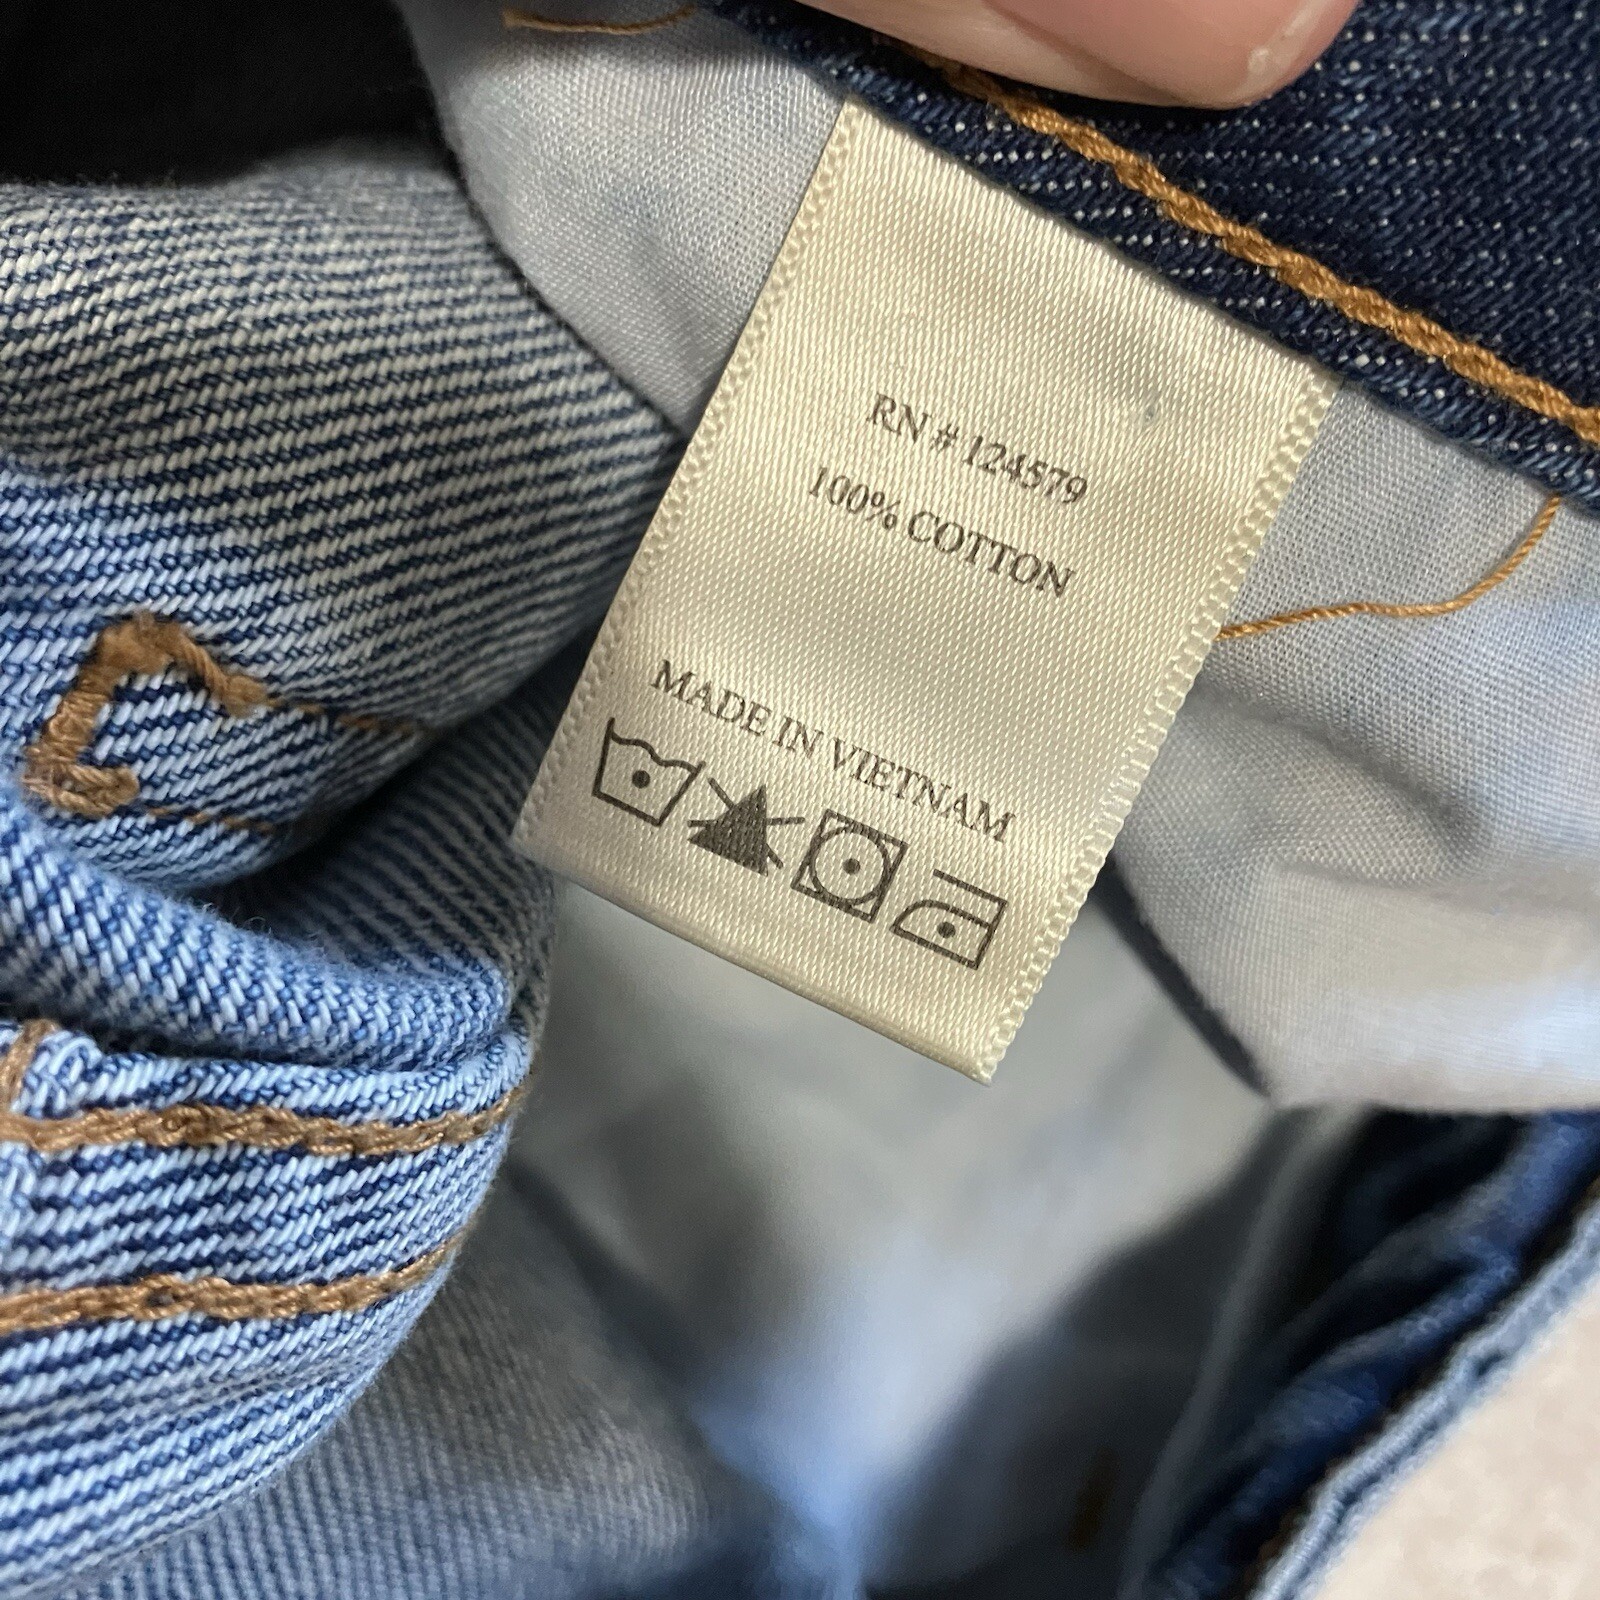 RN # 124579
100% COTTON
MADE IN VIETNAM